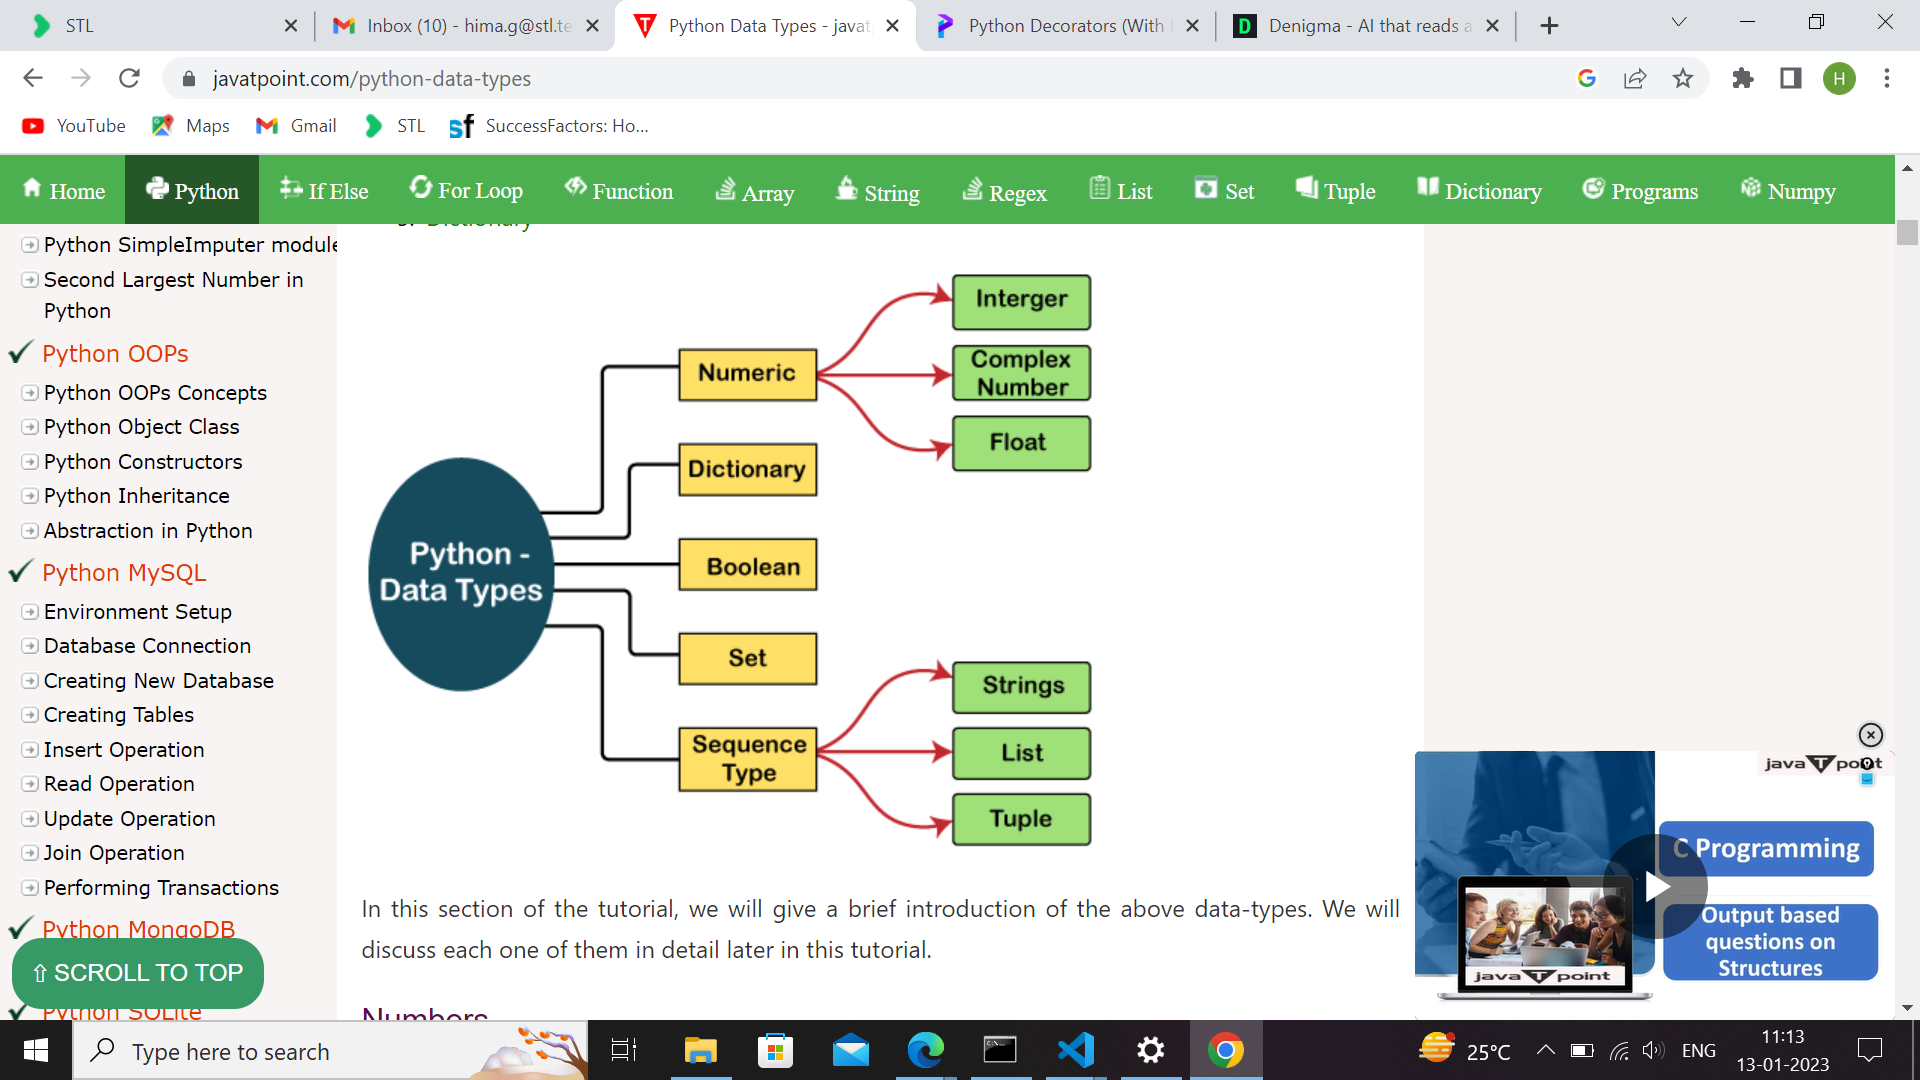 STL
Inbox (10) - hima.g@stl.te
Python Data Types - javat
Python Decorators (With
Denigma - AI that reads a
javatpoint.com/python-data-types
H
YouTube
Maps
Gmail
STL
sf
SuccessFactors: Ho...
Home
Python
If Else
For Loop
Function
Array
String
Regex
List
Set
Tuple
Dictionary
Programs
Numpy
Python SimpleImputer module
Second Largest Number in
Python
Python OOPs
Python OOPs Concepts
Python Object Class
Python Constructors
Python Inheritance
Abstraction in Python
Python MySQL
Environment Setup
Database Connection
Creating New Database
Creating Tables
Insert Operation
Read Operation
Update Operation
Join Operation
Performing Transactions
Python MongoDB
⇧ SCROLL TO TOP
Python SQLite
Dictionary
Python -
Data Types
Numeric
Dictionary
Boolean
Set
Sequence
Type
Interger
Complex
Number
Float
Strings
List
Tuple
In this section of the tutorial, we will give a brief introduction of the above data-types. We will
discuss each one of them in detail later in this tutorial.
Numbers
java T point
C Programming
Output based
questions on
Structures
java T point
Type here to search
25°C
ENG
11:13
13-01-2023